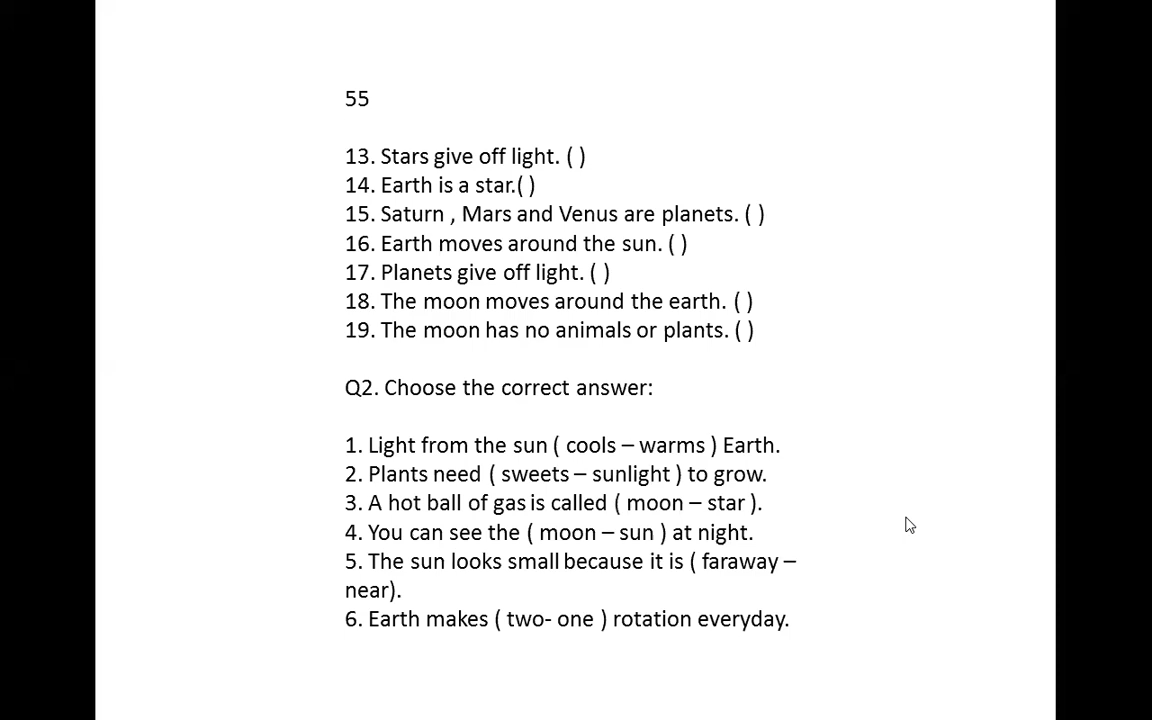 55
13. Stars give off light. ( )
14. Earth is a star.( )
15. Saturn , Mars and Venus are planets. ( )
16. Earth moves around the sun. ( )
17. Planets give off light. ( )
18. The moon moves around the earth. ( )
19. The moon has no animals or plants. ( )
Q2. Choose the correct answer:
1. Light from the sun ( cools – warms ) Earth.
2. Plants need ( sweets – sunlight ) to grow.
3. A hot ball of gas is called ( moon – star ).
4. You can see the ( moon – sun ) at night.
5. The sun looks small because it is ( faraway –
near).
6. Earth makes ( two- one ) rotation everyday.